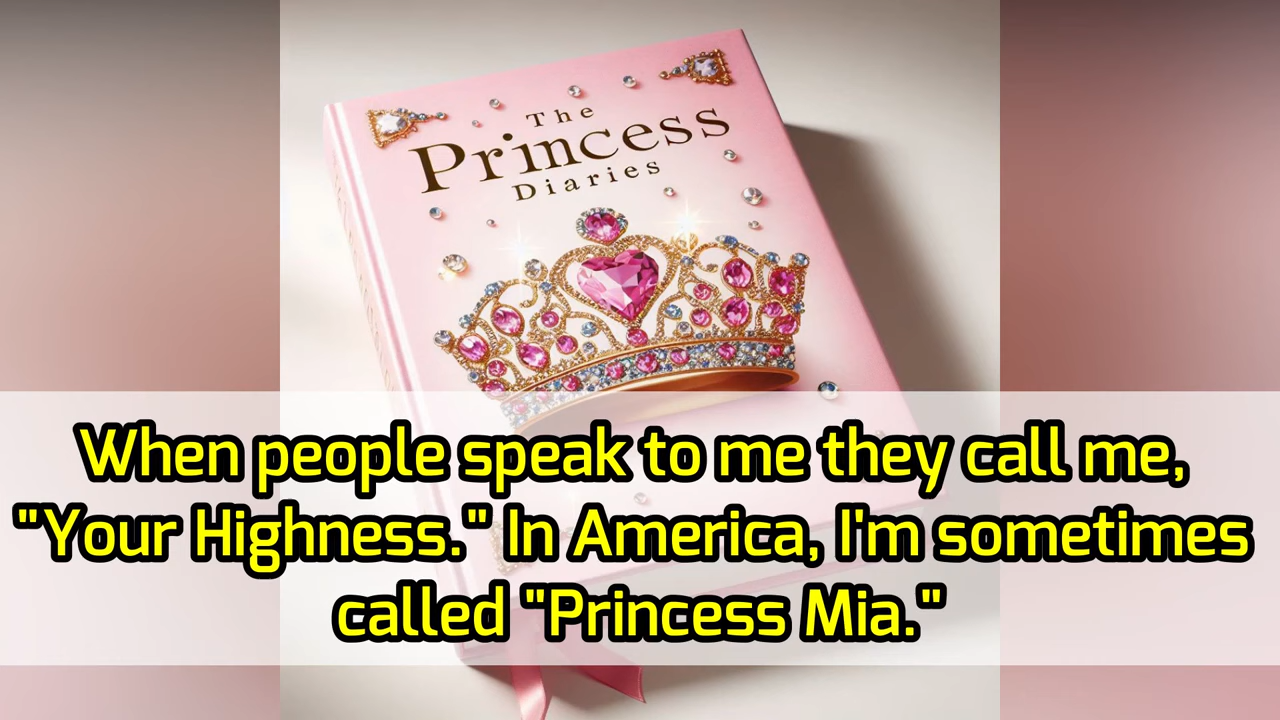 The
Princess
Diaries
When people speak to me they call me,
"Your Highness." In America, I'm sometimes
called "Princess Mia."